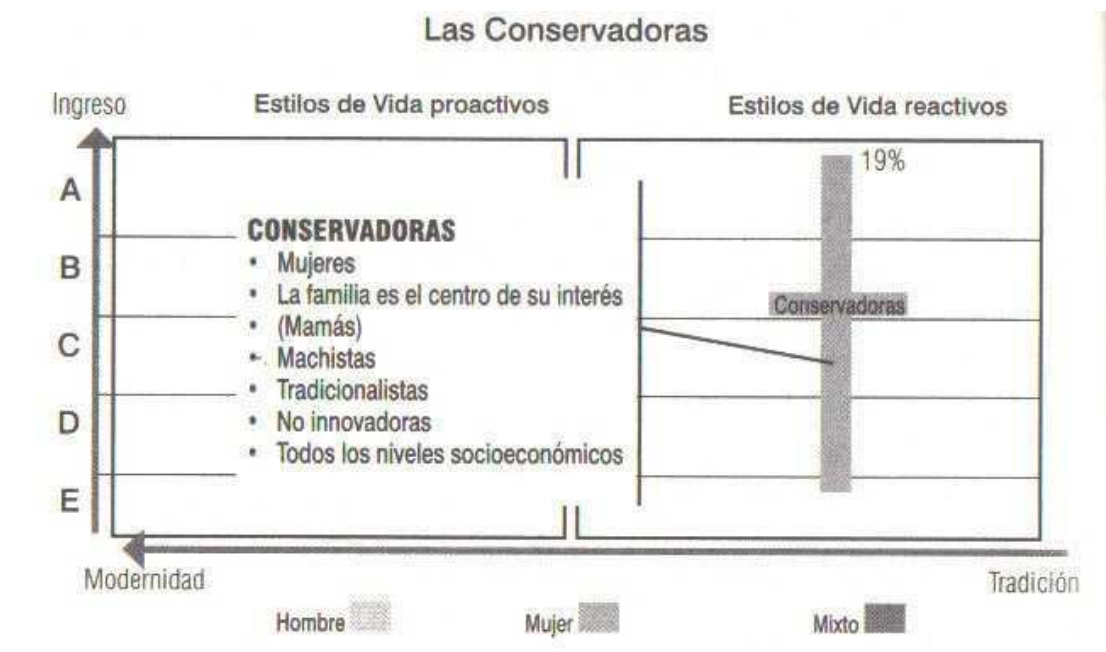 Las Conservadoras
Ingreso
Estilos de Vida proactivos
Estilos de Vida reactivos
A
B
C
D
E
CONSERVADORAS
• Mujeres
• La familia es el centro de su interés
• (Mamás)
• Machistas
• Tradicionalistas
• No innovadoras
• Todos los niveles socioeconómicos
19%
Conservadoras
Modernidad
Tradición
Hombre
Mujer
Mixto